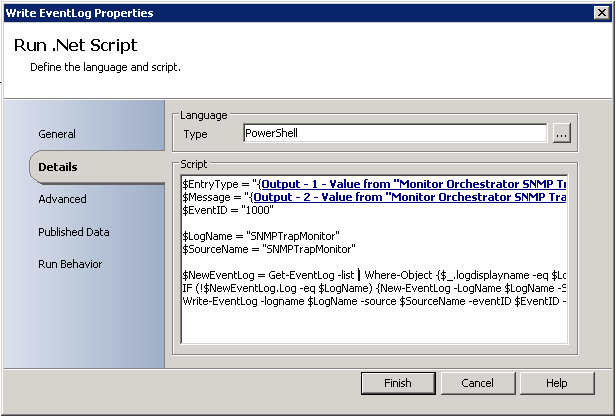 Write EventLog Properties
Run .Net Script
Define the language and script.
General
Details
Advanced
Published Data
Run Behavior
Language
Type
PowerShell
...
Script
$EntryType = "{Output - 1 - Value from "Monitor Orchestrator SNMP
$Message = "{Output - 2 - Value from "Monitor Orchestrator SNMP Tra
$EventID = "1000"
$LogName = "SNMPTrapMonitor"
$SourceName = "SNMPTrapMonitor"
$NewEventLog = Get-EventLog -list | Where-Object {$_.logdisplayname -eq $Lo
IF (!$NewEventLog.Log -eq $LogName) {New-EventLog -LogName $LogName -S
Write-EventLog -logname $LogName -source $SourceName -eventID $EventID -
Finish
Cancel
Help